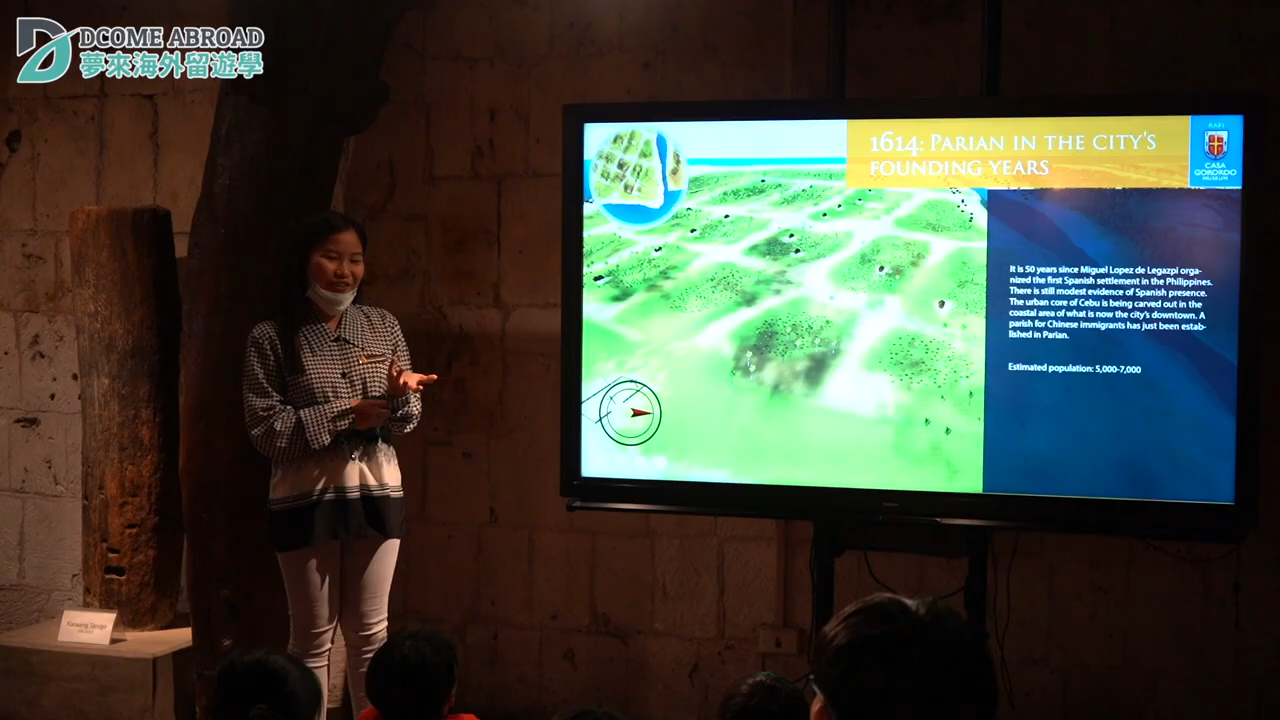 DCOME ABROAD
夢來海外留遊學
1614: PARIAN IN THE CITY'S
FOUNDING YEARS
RAFI
CASA
GORORDO
MUSEUM
It is 50 years since Miguel Lopez de Legazpi orga-
nized the first Spanish settlement in the Philippines.
There is still modest evidence of Spanish presence.
The urban core of Cebu is being carved out in the
coastal area of what is now the city's downtown. A
parish for Chinese immigrants has just been estab-
lished in Parian.
Estimated population: 5,000-7,000